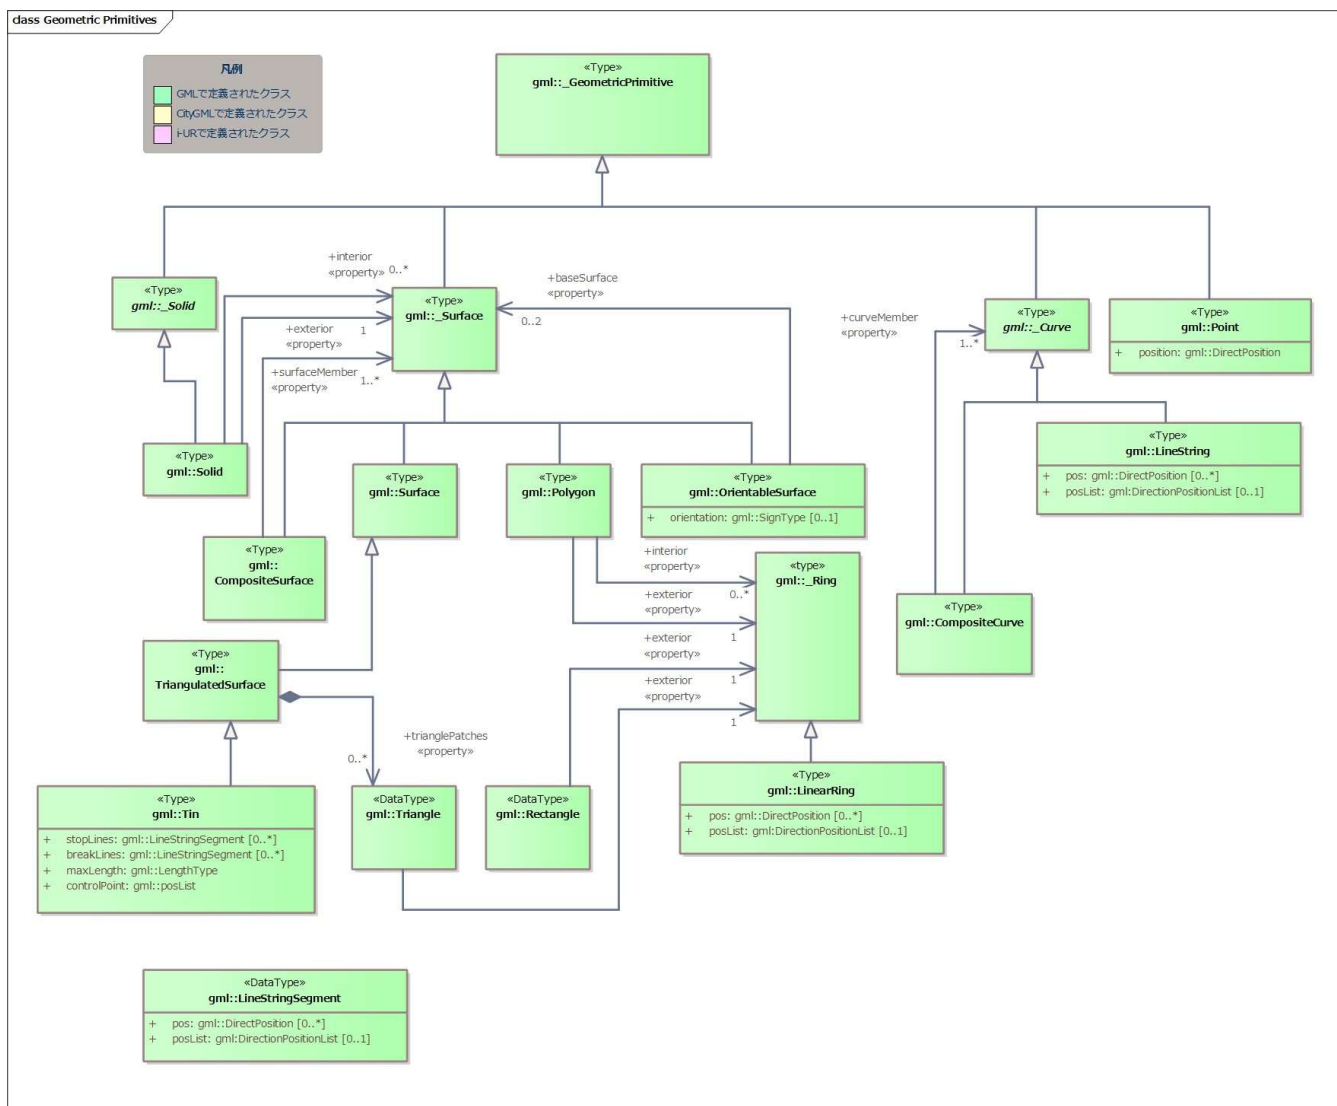 class Geometric Primitives
凡例
GMLで定義されたクラス
CityGMLで定義されたクラス
i-URで定義されたクラス
«Type»
gml::_GeometricPrimitive
+interior
«property»
0..*
+exterior
«property»
1
+surfaceMember
«property»
1..*
+baseSurface
«property»
0..2
+curveMember
«property»
1..*
«Type»
gml::_Solid
«Type»
gml::_Surface
«Type»
gml::_Curve
«Type»
gml::Point
+ position: gml::DirectPosition
«Type»
gml::Solid
«Type»
gml::Surface
«Type»
gml::Polygon
«Type»
gml::OrientableSurface
+ orientation: gml::SignType [0..1]
«Type»
gml::LineString
+ pos: gml::DirectPosition [0..*]
+ posList: gml:DirectionPositionList [0..1]
«Type»
gml::
CompositeSurface
+interior
«property»
0..*
+exterior
«property»
1
+exterior
«property»
1
+exterior
«property»
1
«type»
gml::_Ring
«Type»
gml::CompositeCurve
«Type»
gml::
TriangulatedSurface
+trianglePatches
«property»
0..*
«Type»
gml::Tin
+ stopLines: gml::LineStringSegment [0..*]
+ breakLines: gml::LineStringSegment [0..*]
+ maxLength: gml::LengthType
+ controlPoint: gml::posList
«DataType»
gml::Triangle
«DataType»
gml::Rectangle
«Type»
gml::LinearRing
+ pos: gml::DirectPosition [0..*]
+ posList: gml:DirectionPositionList [0..1]
«DataType»
gml::LineStringSegment
+ pos: gml::DirectPosition [0..*]
+ posList: gml:DirectionPositionList [0..1]